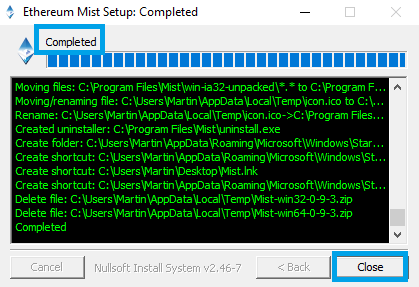 Ethereum Mist Setup: Completed
Completed
Moving files: C:\Program Files\Mist\win-ia32-unpacked\*.* to C:\Program F...
Moving/renaming file: C:\Users\Martin\AppData\Local\Temp\icon.ico to C:\...
Rename: C:\Users\Martin\AppData\Local\Temp\icon.ico->C:\Program Files...
Created uninstaller: C:\Program Files\Mist\uninstall.exe
Create folder: C:\Users\Martin\AppData\Roaming\Microsoft\Windows\Star...
Create shortcut: C:\Users\Martin\AppData\Roaming\Microsoft\Windows\St...
Create shortcut: C:\Users\Martin\Desktop\Mist.lnk
Create shortcut: C:\Users\Martin\AppData\Roaming\Microsoft\Windows\St...
Delete file: C:\Users\Martin\AppData\Local\Temp\Mist-win32-0-9-3.zip
Delete file: C:\Users\Martin\AppData\Local\Temp\Mist-win64-0-9-3.zip
Completed
Cancel Nullsoft Install System v2.46-7 < Back Close